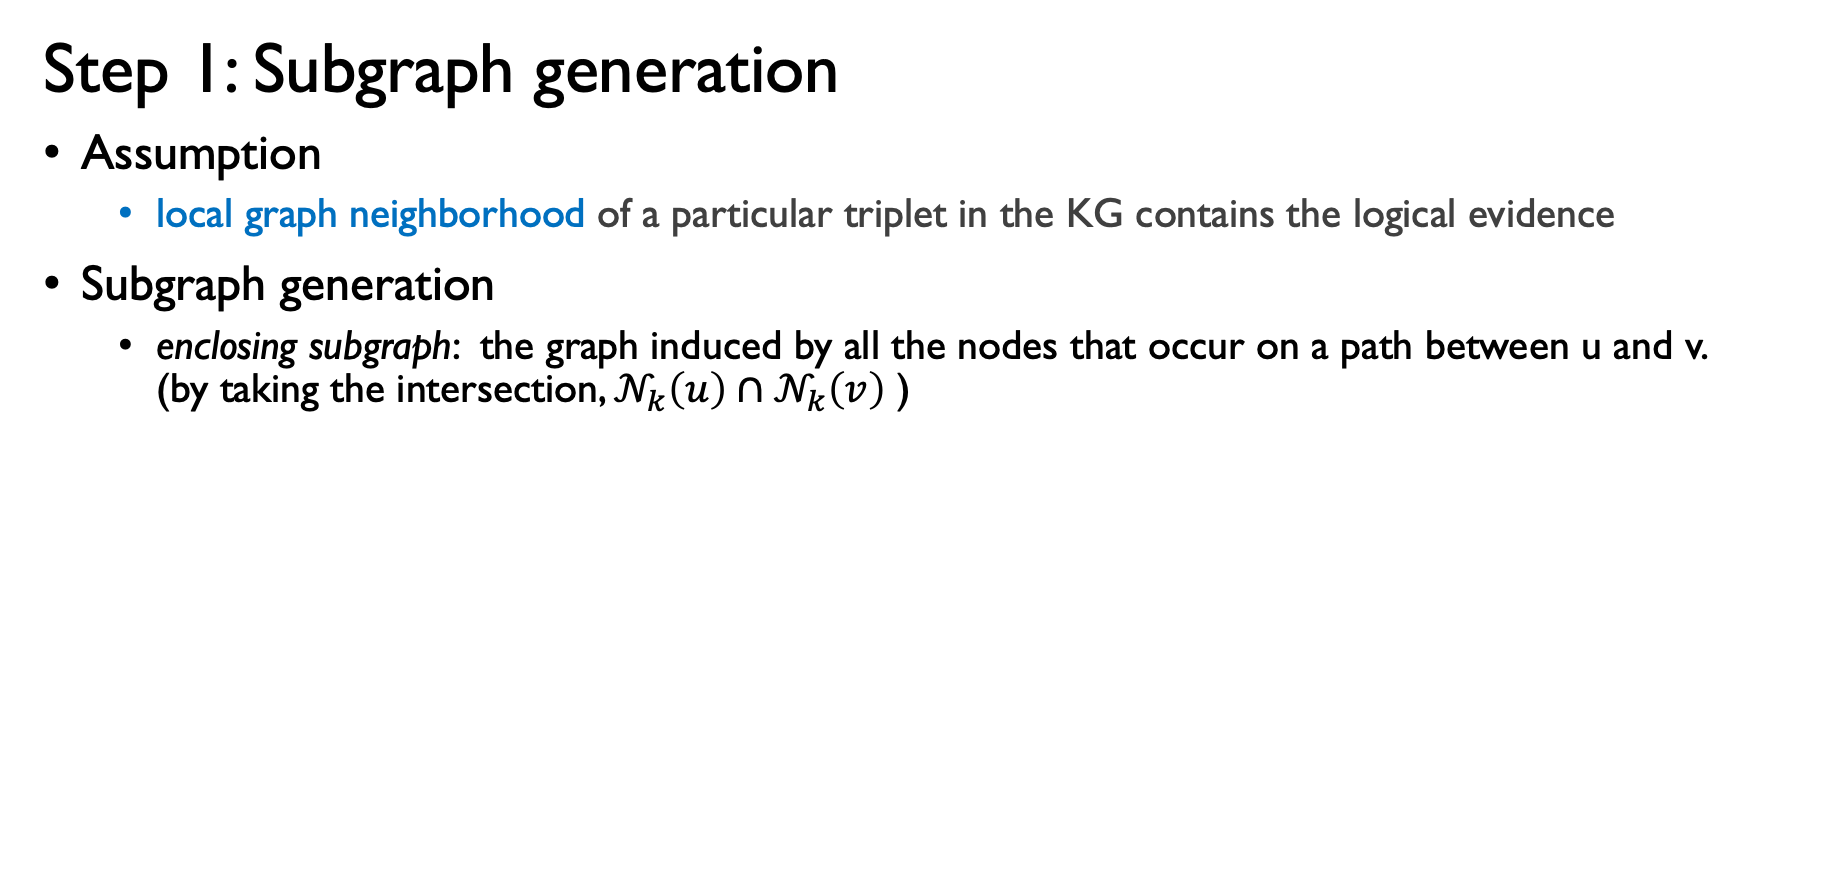 Step 1: Subgraph generation
• Assumption
• local graph neighborhood of a particular triplet in the KG contains the logical evidence
• Subgraph generation
• enclosing subgraph: the graph induced by all the nodes that occur on a path between u and v.
(by taking the intersection, 𝒩ₖ(𝑢) ∩ 𝒩ₖ(𝑣) )